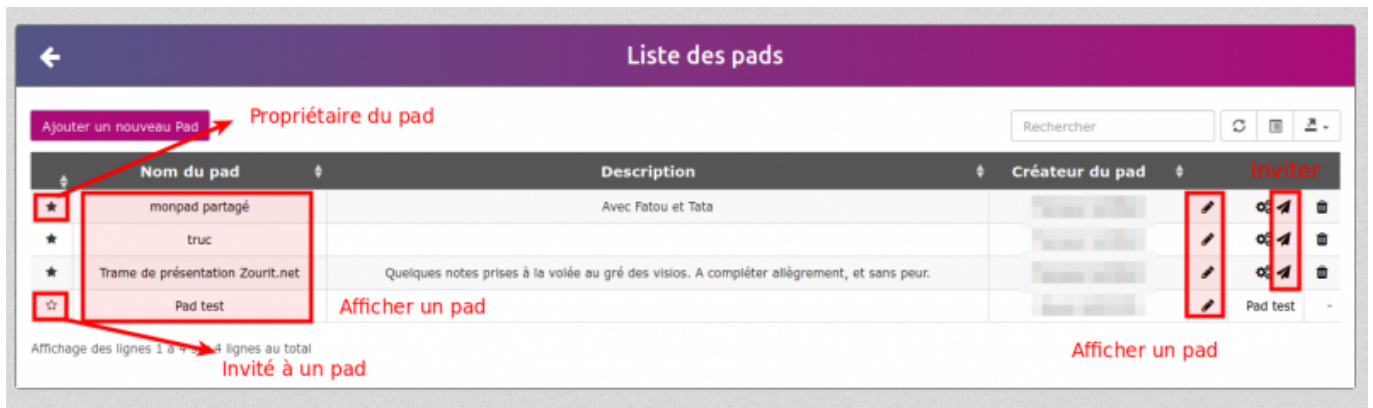 Liste des pads
Ajouter un nouveau Pad
Propriétaire du pad
Rechercher
Nom du pad Description Créateur du pad Inviter
monpad partagé Avec Fatou et Tata
truc
Trame de présentation Zourit.net Quelques notes prises à la volée au gré des visios. A compléter allègrement, et sans peur.
Pad test Afficher un pad Pad test -
Affichage des lignes 1 à 4 4 lignes au total
Afficher un pad
Invité à un pad